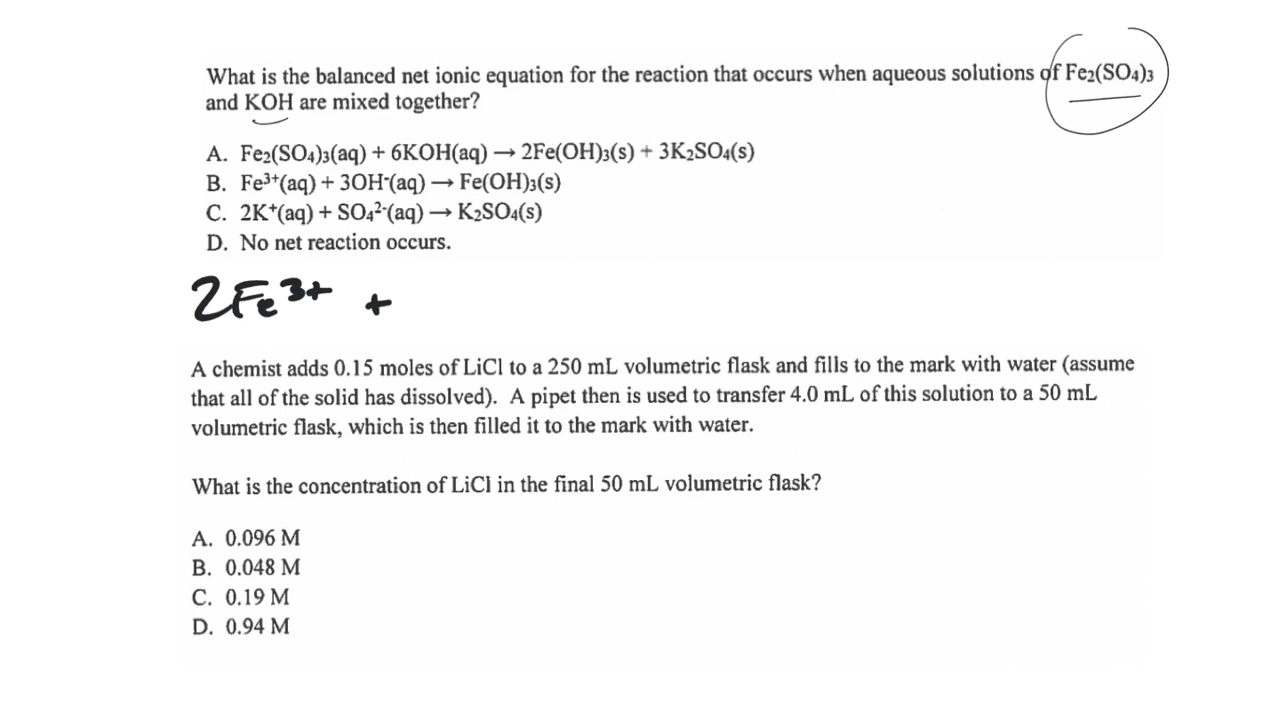 What is the balanced net ionic equation for the reaction that occurs when aqueous solutions of Fe₂(SO₄)₃
and KOH are mixed together?
A. Fe₂(SO₄)₃(aq) + 6KOH(aq) → 2Fe(OH)₃(s) + 3K₂SO₄(s)
B. Fe³⁺(aq) + 3OH⁻(aq) → Fe(OH)₃(s)
C. 2K⁺(aq) + SO₄²⁻(aq) → K₂SO₄(s)
D. No net reaction occurs.
2Fe³⁺ +
A chemist adds 0.15 moles of LiCl to a 250 mL volumetric flask and fills to the mark with water (assume
that all of the solid has dissolved). A pipet then is used to transfer 4.0 mL of this solution to a 50 mL
volumetric flask, which is then filled it to the mark with water.
What is the concentration of LiCl in the final 50 mL volumetric flask?
A. 0.096 M
B. 0.048 M
C. 0.19 M
D. 0.94 M